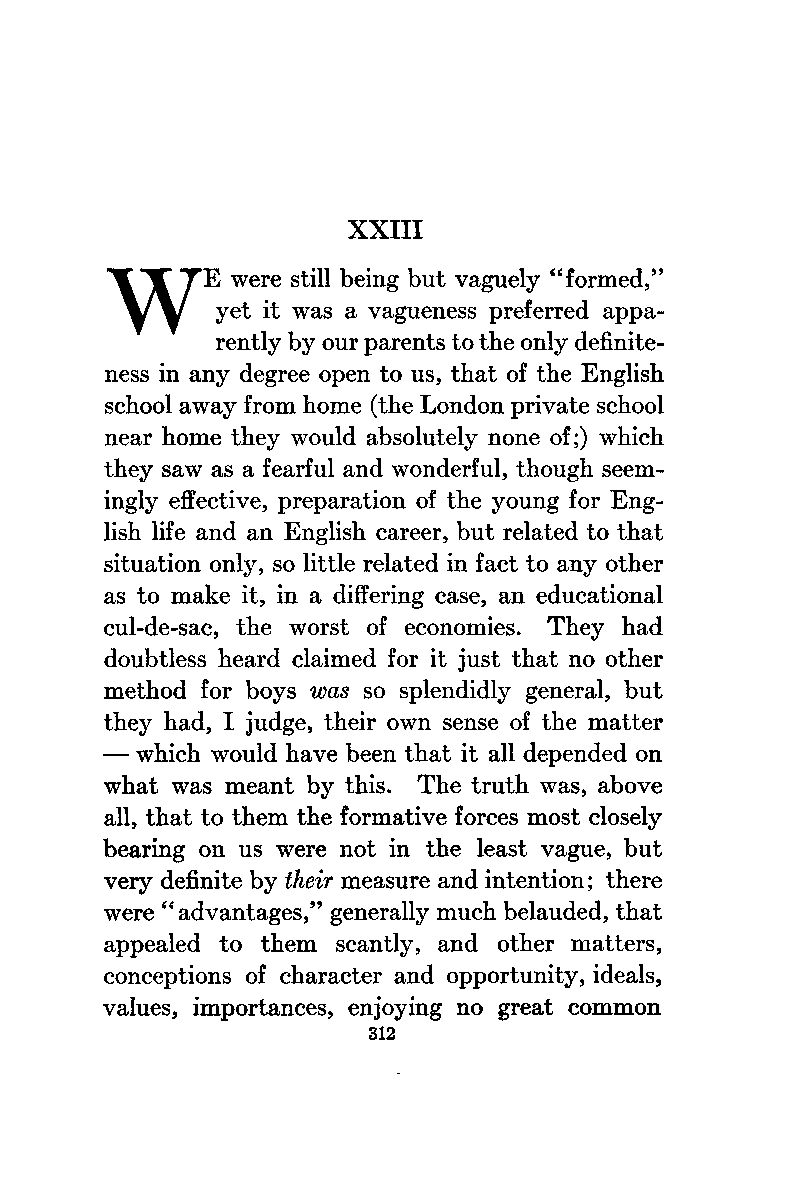 XXIII
WE were still being but vaguely “formed,”
yet it was a vagueness preferred appa-
rently by our parents to the only definite-
ness in any degree open to us, that of the English
school away from home (the London private school
near home they would absolutely none of;) which
they saw as a fearful and wonderful, though seem-
ingly effective, preparation of the young for Eng-
lish life and an English career, but related to that
situation only, so little related in fact to any other
as to make it, in a differing case, an educational
cul-de-sac, the worst of economies. They had
doubtless heard claimed for it just that no other
method for boys was so splendidly general, but
they had, I judge, their own sense of the matter
— which would have been that it all depended on
what was meant by this. The truth was, above
all, that to them the formative forces most closely
bearing on us were not in the least vague, but
very definite by their measure and intention; there
were “advantages,” generally much belauded, that
appealed to them scantly, and other matters,
conceptions of character and opportunity, ideals,
values, importances, enjoying no great common
312